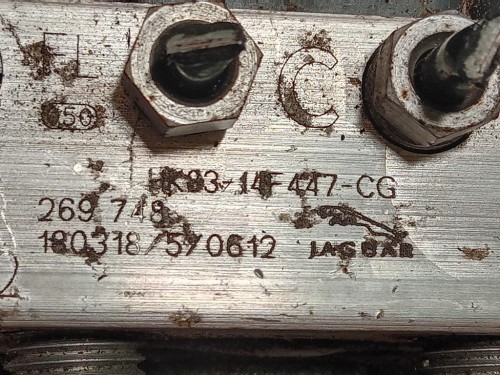 FL C
650
HK83-14F447-CG
269 748
180318/570612 JAGUAR